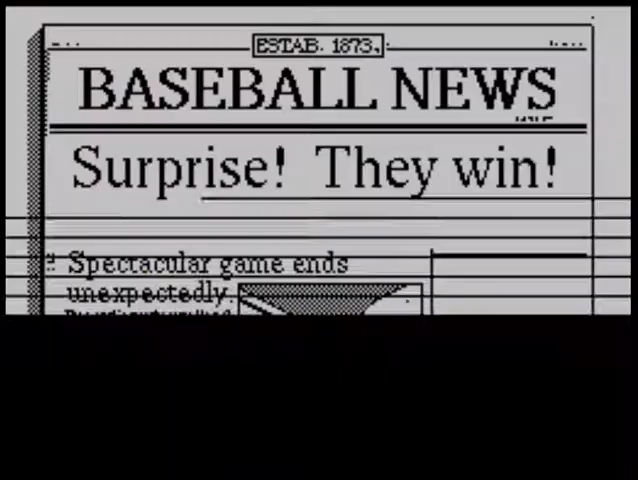 ESTAB. 1873.
BASEBALL NEWS
Surprise! They win!
Spectacular game ends
unexpectedly.